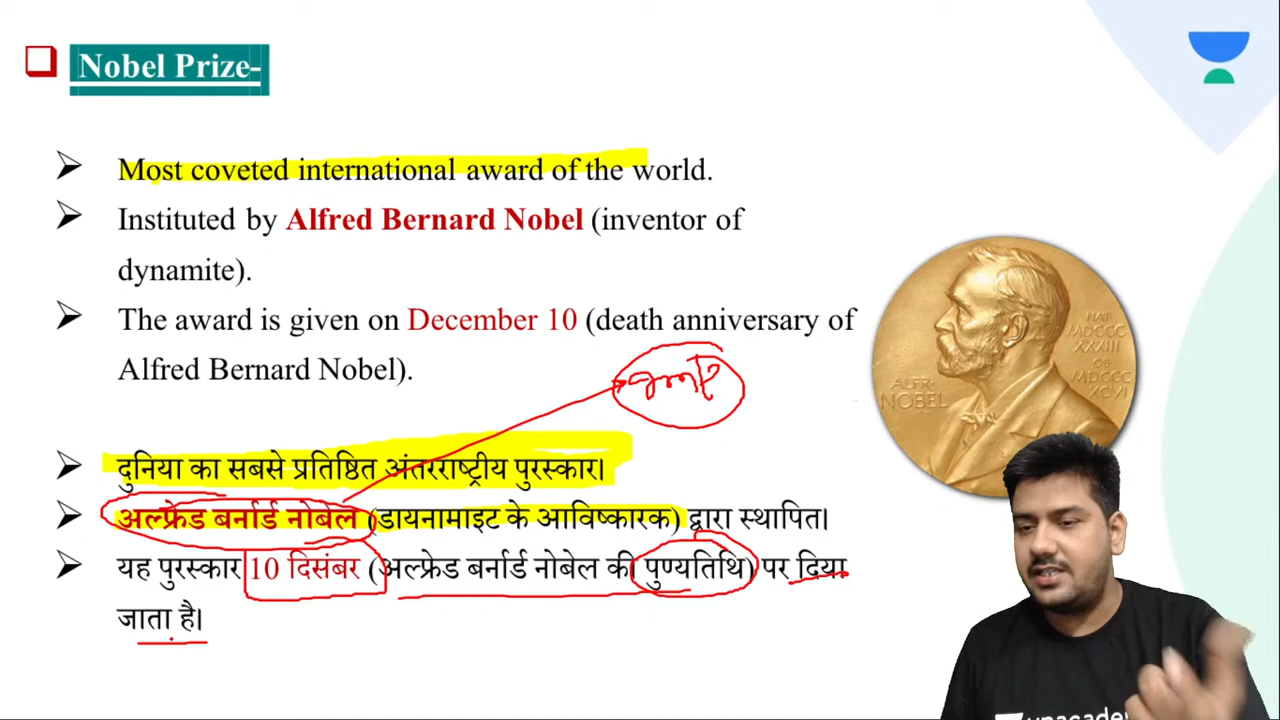 Nobel Prize-
Most coveted international award of the world.
Instituted by Alfred Bernard Nobel (inventor of
dynamite).
The award is given on December 10 (death anniversary of
Alfred Bernard Nobel).
दुनिया का सबसे प्रतिष्ठित अंतरराष्ट्रीय पुरस्कार।
अल्फ्रेड बर्नार्ड नोबेल (डायनामाइट के आविष्कारक) द्वारा स्थापित।
यह पुरस्कार 10 दिसंबर (अल्फ्रेड बर्नार्ड नोबेल की पुण्यतिथि) पर दिया
जाता है।
ALFR·
NOBEL
NAT·
MDCCC
XXXIII
OB·
MDCCC
XCVI